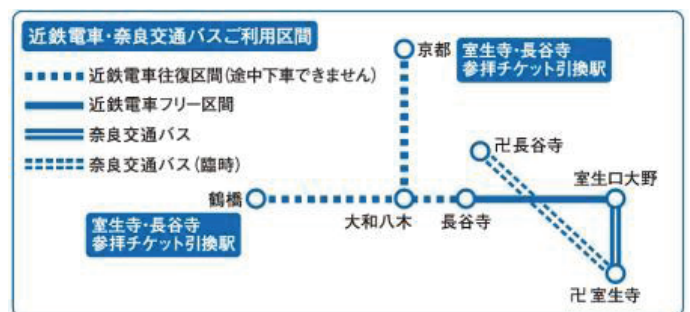 近鉄電車・奈良交通バスご利用区間
近鉄電車往復区間(途中下車できません)
近鉄電車フリー区間
奈良交通バス
奈良交通バス(臨時)
京都
室生寺・長谷寺
参拝チケット引換駅
卍長谷寺
室生口大野
鶴橋
大和八木
長谷寺
室生寺・長谷寺
参拝チケット引換駅
卍室生寺